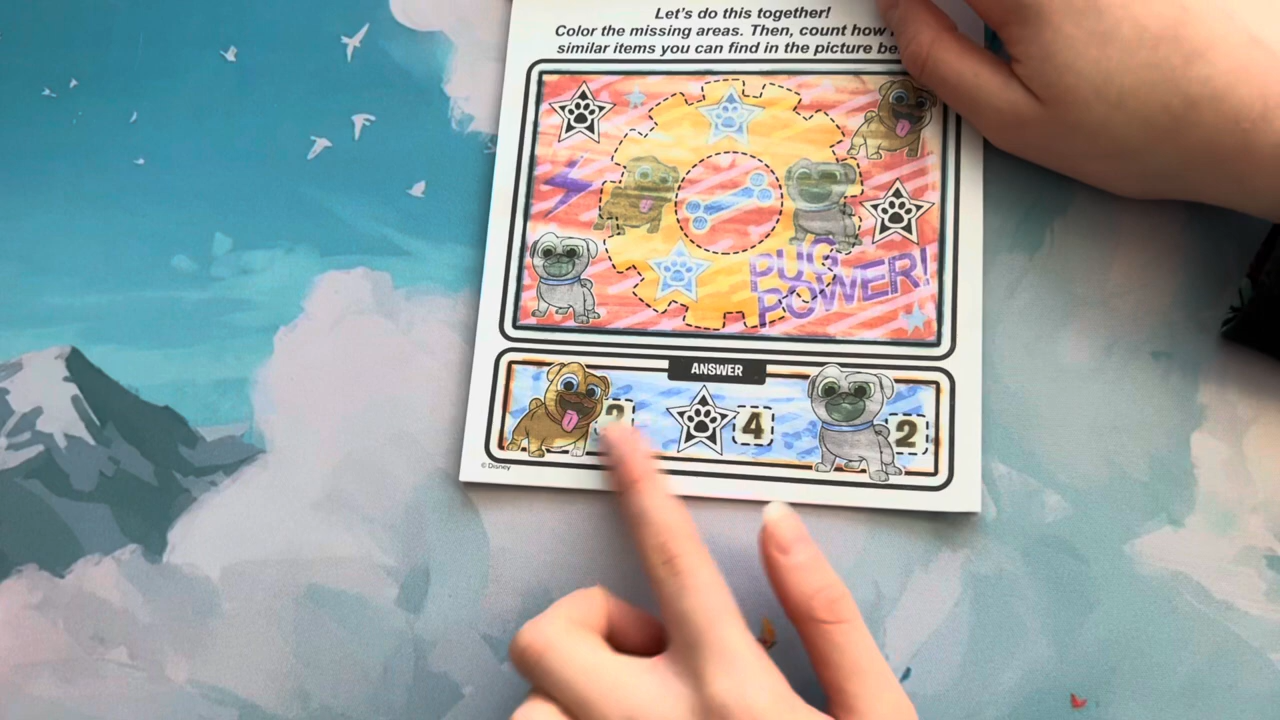 Let's do this together!
Color the missing areas. Then, count how
similar items you can find in the picture
PUG
POWER!
ANSWER
2
4
2
© Disney